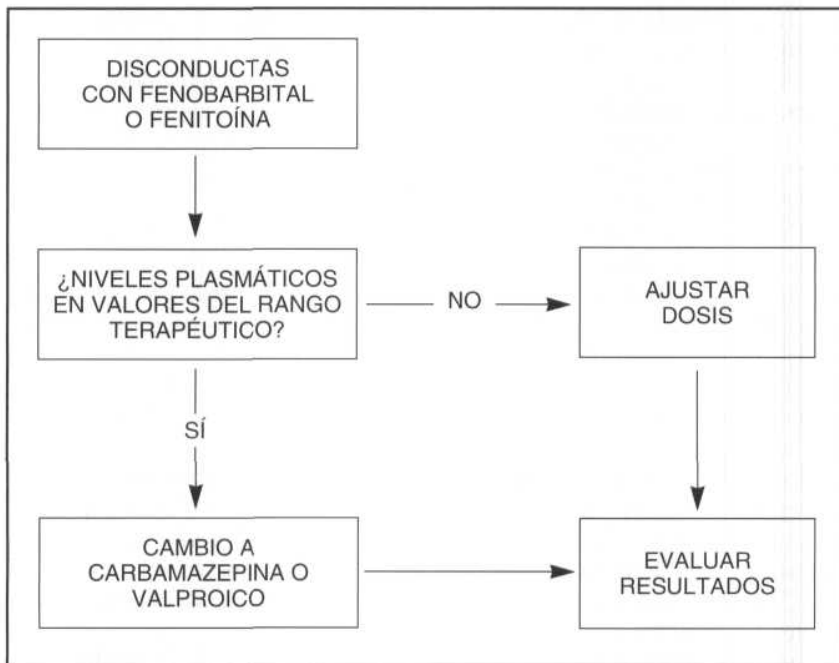 DISCONDUCTAS
CON FENOBARBITAL
O FENITOÍNA
¿NIVELES PLASMÁTICOS
EN VALORES DEL RANGO
TERAPÉUTICO?
NO
AJUSTAR
DOSIS
SÍ
CAMBIO A
CARBAMAZEPINA O
VALPROICO
EVALUAR
RESULTADOS